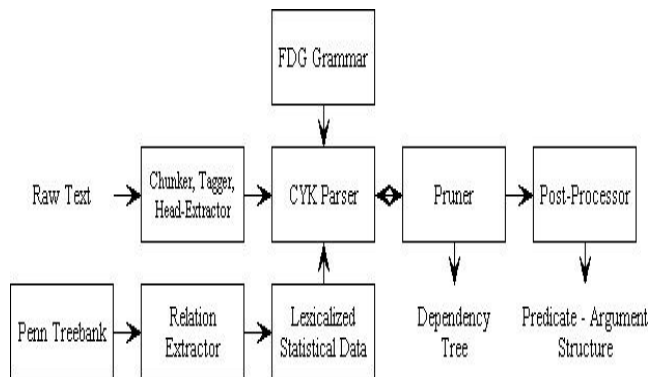 FDG Grammar
Raw Text
Chunker, Tagger,
Head-Extractor
CYK Parser
Pruner
Post-Processor
Penn Treebank
Relation
Extractor
Lexicalized
Statistical Data
Dependency
Tree
Predicate - Argument
Structure